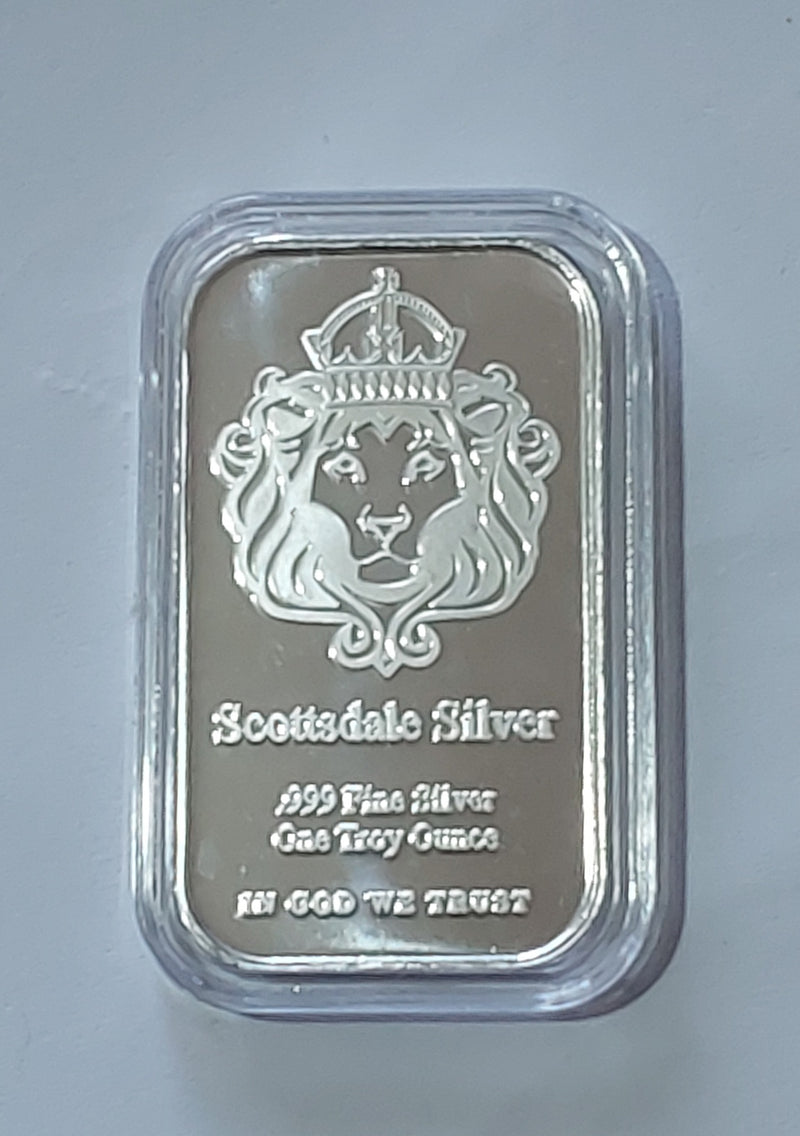 Scottsdale Silver
.999 Fine Silver
One Troy Ounce
IN GOD WE TRUST